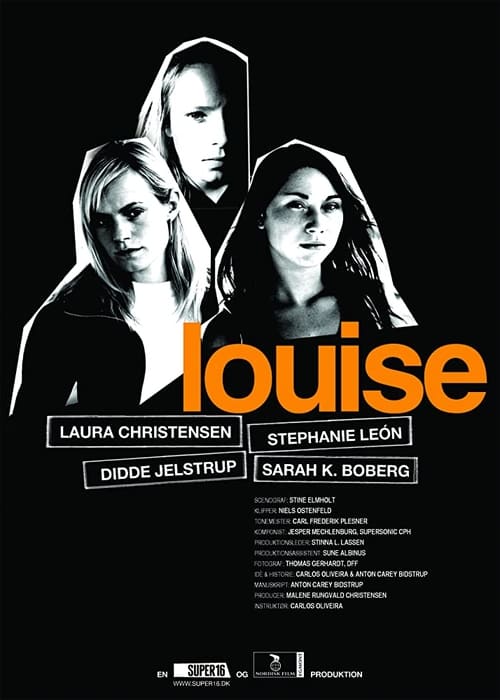 louise
LAURA CHRISTENSEN
STEPHANIE LEÓN
DIDDE JELSTRUP
SARAH K. BOBERG
SCENOGRAF: STINE ELMHOLT
KLIPPER: NIELS OSTENFELD
TONEMESTER: CARL FREDERIK PLESNER
KOMPONIST: JESPER MECHLENBURG, SUPERSONIC CPH
PRODUKTIONSLEDER: STINNA L. LASSEN
PRODUKTIONSASSISTENT: SUNE ALBINUS
FOTOGRAF: THOMAS GERHARDT, DFF
IDÉ & HISTORIE: CARLOS OLIVEIRA & ANTON CAREY BIDSTRUP
MANUSKRIPT: ANTON CAREY BIDSTRUP
PRODUCER: MALENE RUNGVALD CHRISTENSEN
INSTRUKTØR: CARLOS OLIVEIRA
EN SUPER16 OG NORDISK FILM EGMONT PRODUKTION
WWW.SUPER16.DK